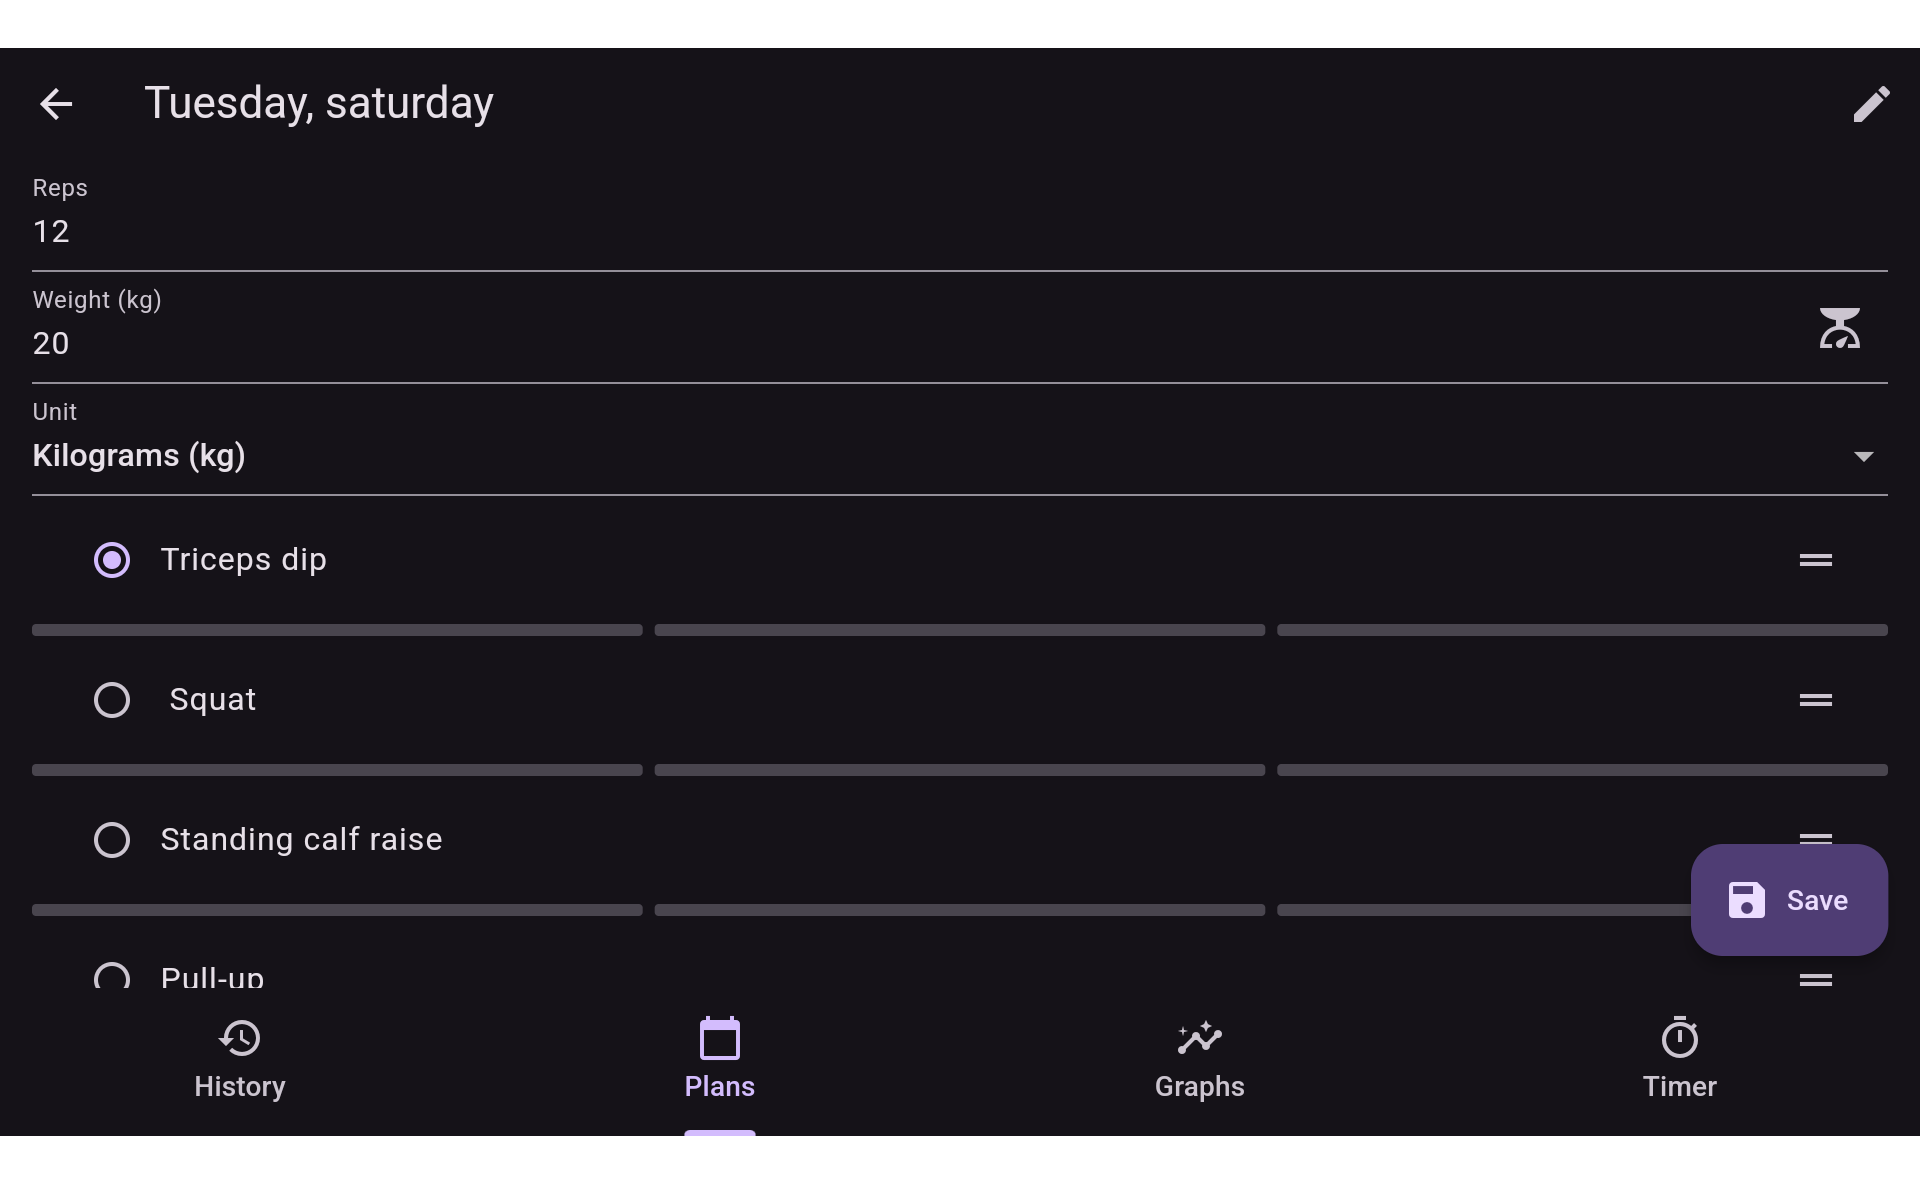 Tuesday, saturday
Reps
12
Weight (kg)
20
Unit
Kilograms (kg)
Triceps dip
Squat
Standing calf raise
Save
Pull-up
History
Plans
Graphs
Timer